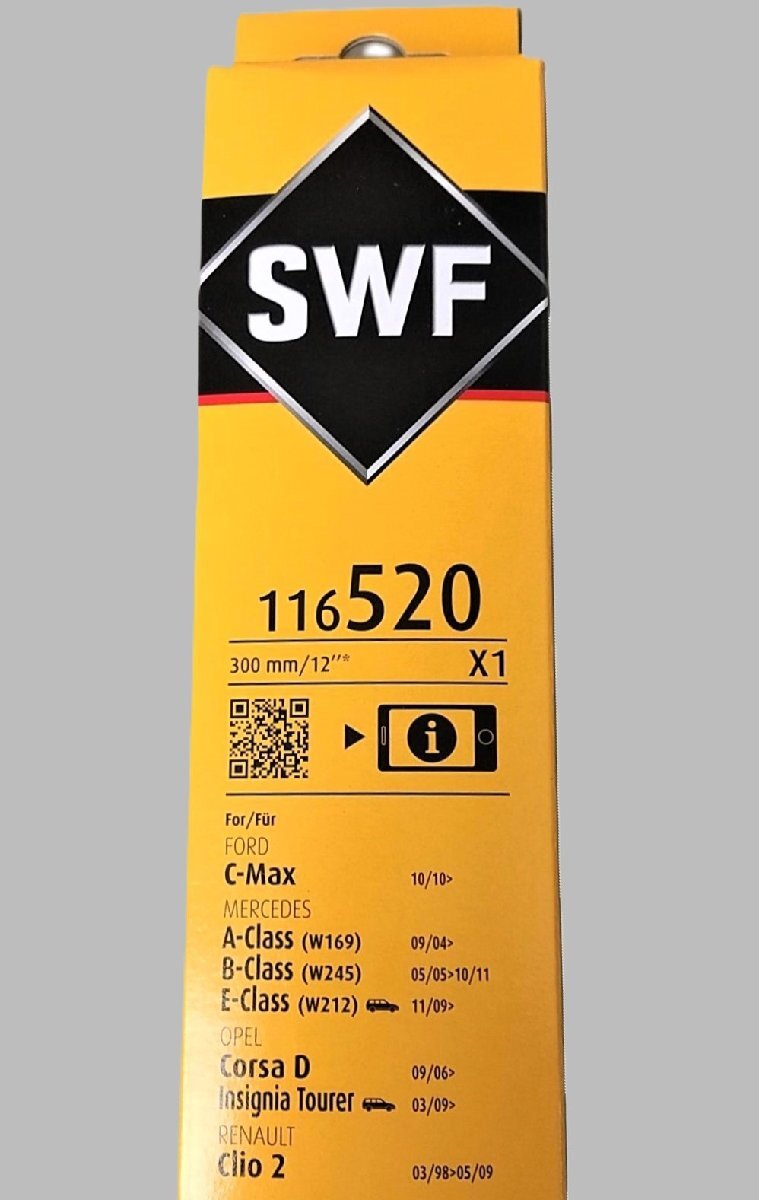 SWF
116520
300 mm/12"* X1
i
For/Für
FORD
C-Max 10/10>
MERCEDES
A-Class (W169) 09/04>
B-Class (W245) 05/05>10/11
E-Class (W212) 11/09>
OPEL
Corsa D 09/06>
Insignia Tourer 03/09>
RENAULT
Clio 2 03/98>05/09